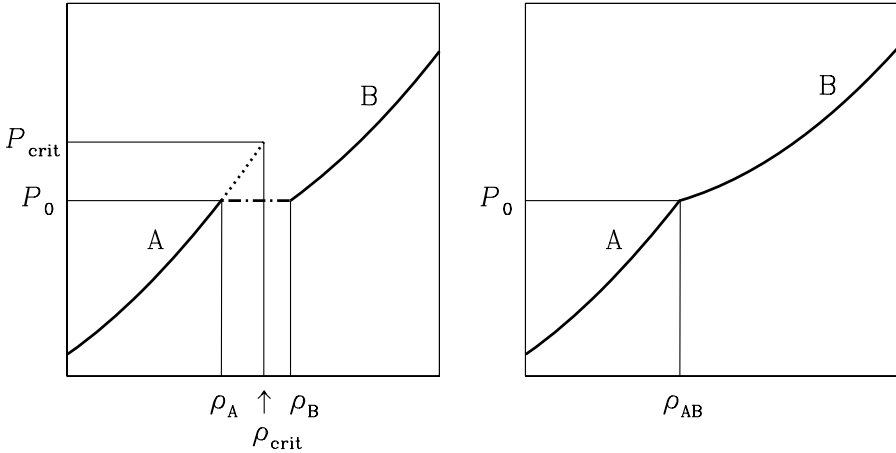 B
P_crit
P_0
A
ρ_A ↑ ρ_B
ρ_crit
B
P_0
A
ρ_AB